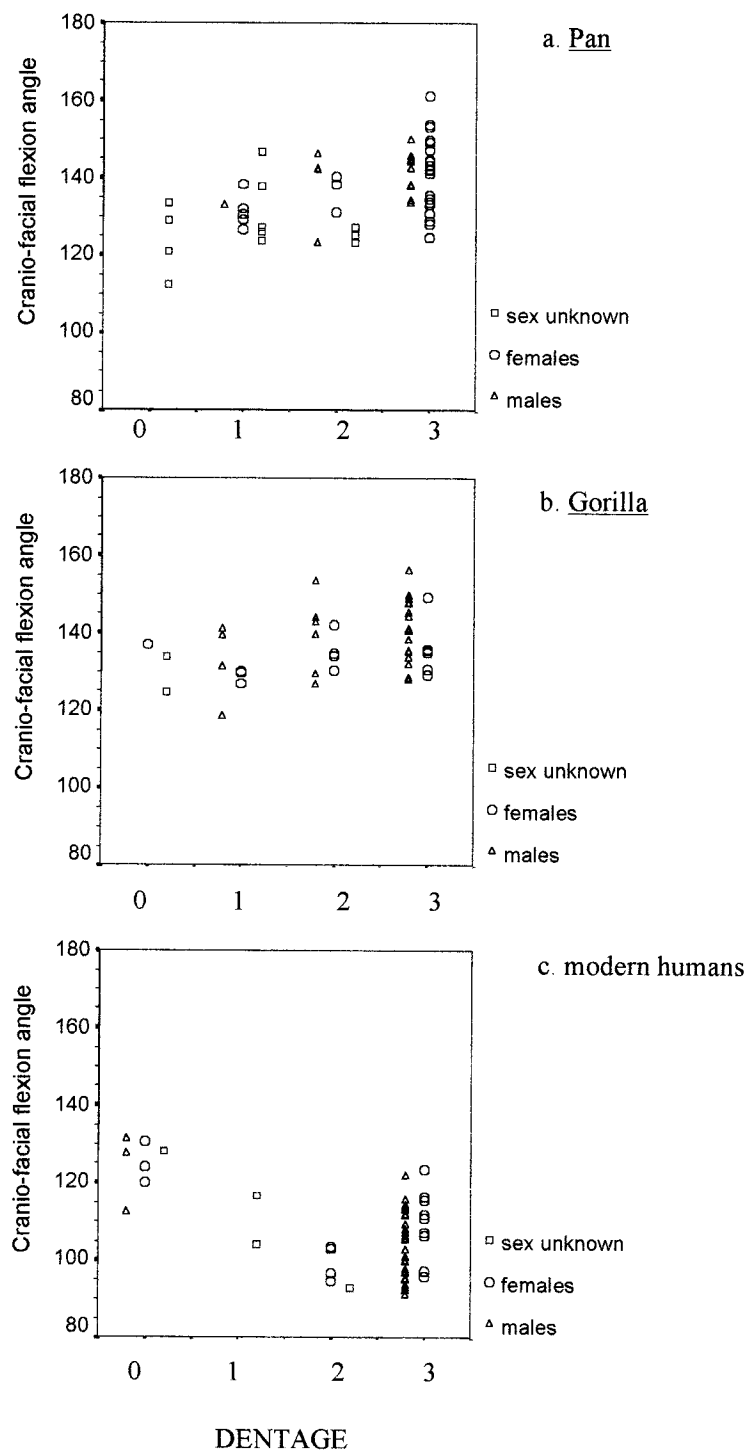 a. Pan
180
160
140
120
100
80
Cranio-facial flexion angle
0 1 2 3
sex unknown
females
males
b. Gorilla
180
160
140
120
100
80
Cranio-facial flexion angle
0 1 2 3
sex unknown
females
males
c. modern humans
180
160
140
120
100
80
Cranio-facial flexion angle
0 1 2 3
sex unknown
females
males
DENTAGE